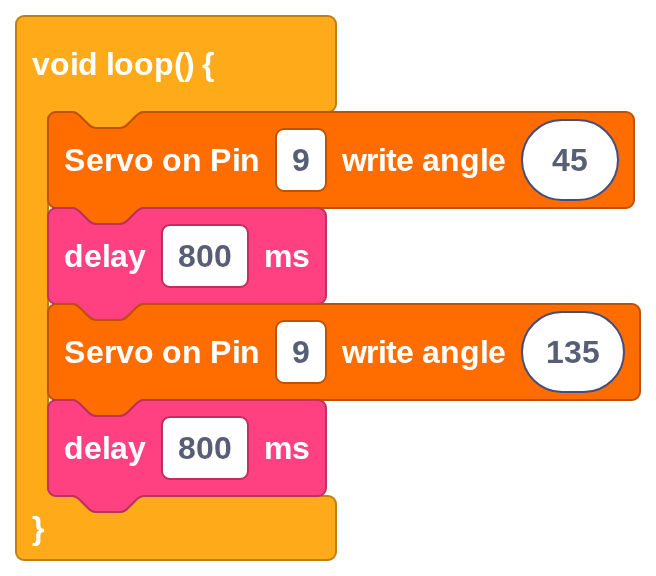 void loop() {
Servo on Pin 9 write angle 45
delay 800 ms
Servo on Pin 9 write angle 135
delay 800 ms
}